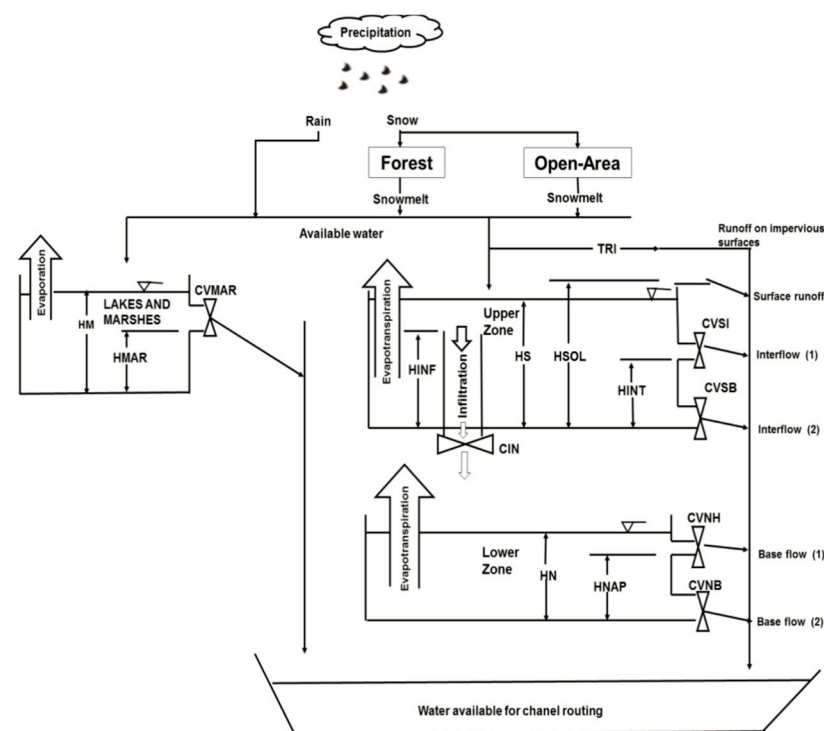 Precipitation
Rain
Snow
Forest
Open-Area
Snowmelt
Snowmelt
Available water
Runoff on impervious
surfaces
TRI
Evaporation
CVMAR
LAKES AND
MARSHES
HM
HMAR
Evapotranspiration
Upper
Zone
Surface runoff
CVSI
HINF
Infiltration
HS
HSOL
HINT
Interflow (1)
CVSB
Interflow (2)
CIN
Evapotranspiration
CVNH
Lower
Zone
HN
HNAP
Base flow (1)
CVNB
Base flow (2)
Water available for chanel routing